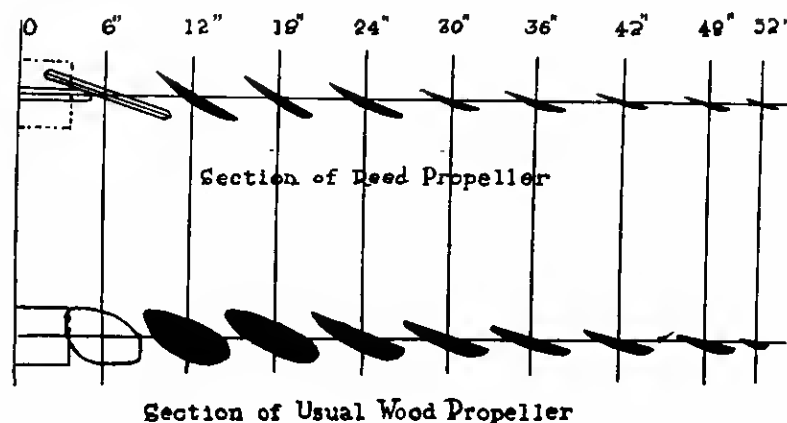 0 6" 12" 18" 24" 30" 36" 42" 48" 52"
Section of Reed Propeller
Section of Usual Wood Propeller